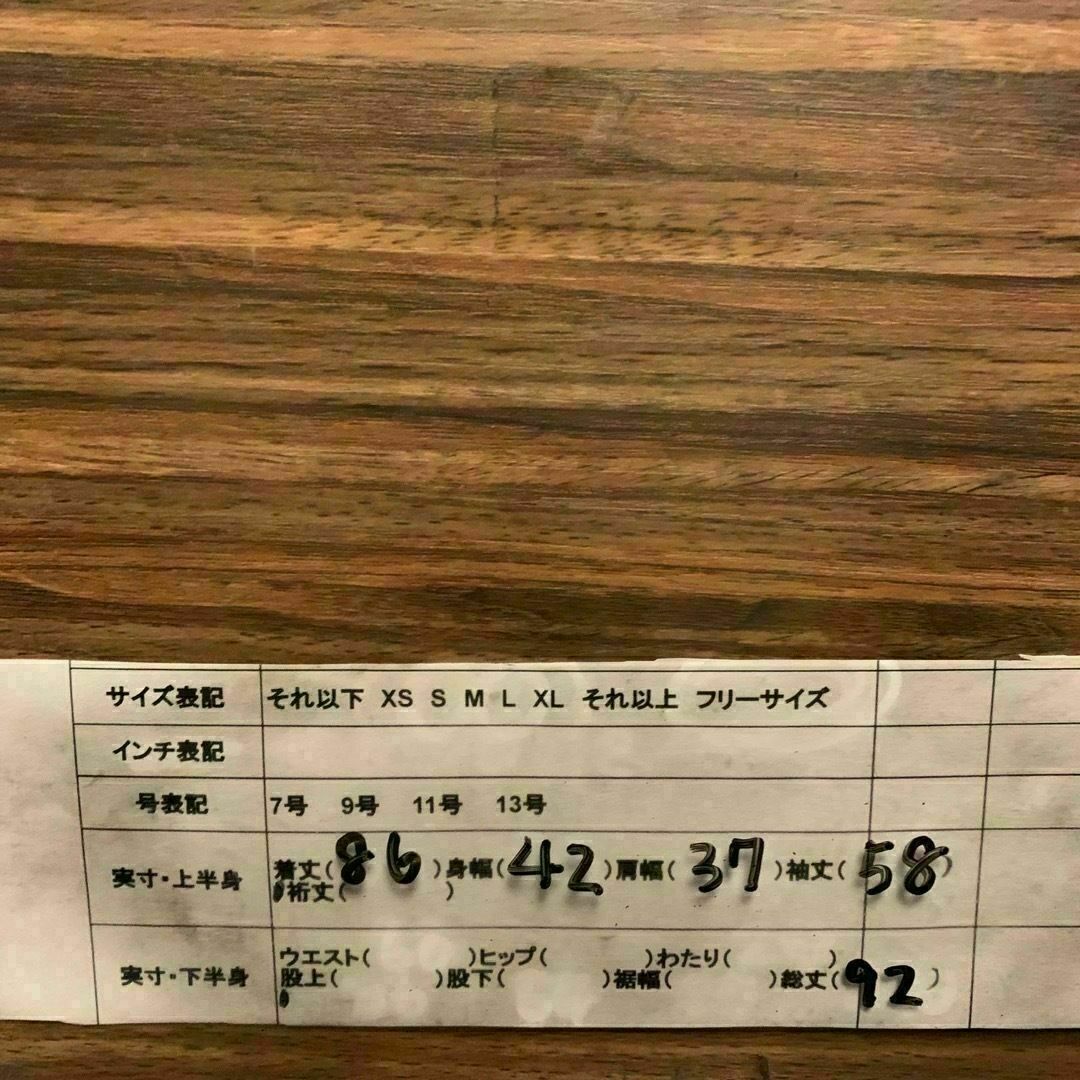 サイズ表記 それ以下 XS S M L XL それ以上 フリーサイズ
インチ表記
号表記 7号 9号 11号 13号
実寸・上半身 着丈(86)身幅(42)肩幅(37)袖丈(58)
裄丈( )
実寸・下半身 ウエスト( )ヒップ( )わたり( )
股上( )股下( )裾幅( )総丈(92)